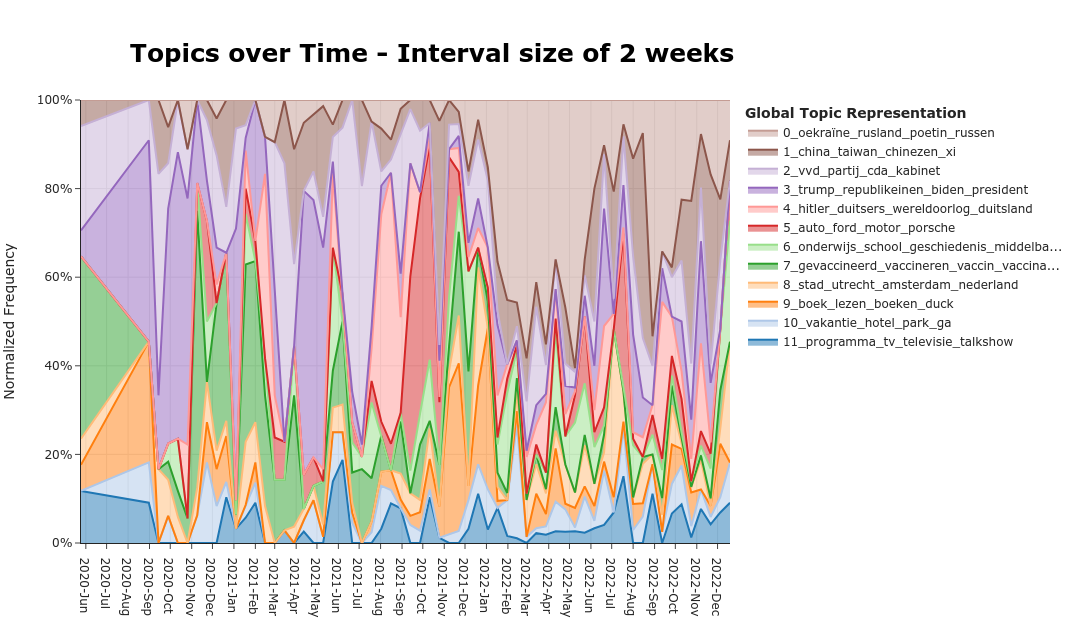 Topics over Time – Interval size of 2 weeks
Normalized Frequency
100%
80%
60%
40%
20%
0%
2020-Jun
2020-Jul
2020-Aug
2020-Sep
2020-Oct
2020-Nov
2020-Dec
2021-Jan
2021-Feb
2021-Mar
2021-Apr
2021-May
2021-Jun
2021-Jul
2021-Aug
2021-Sep
2021-Oct
2021-Nov
2021-Dec
2022-Jan
2022-Feb
2022-Mar
2022-Apr
2022-May
2022-Jun
2022-Jul
2022-Aug
2022-Sep
2022-Oct
2022-Nov
2022-Dec
Global Topic Representation
0_oekraïne_rusland_poetin_russen
1_china_taiwan_chinezen_xi
2_vvd_partij_cda_kabinet
3_trump_republikeinen_biden_president
4_hitler_duitsers_wereldoorlog_duitsland
5_auto_ford_motor_porsche
6_onderwijs_school_geschiedenis_middelba...
7_gevaccineerd_vaccineren_vaccin_vaccina...
8_stad_utrecht_amsterdam_nederland
9_boek_lezen_boeken_duck
10_vakantie_hotel_park_ga
11_programma_tv_televisie_talkshow